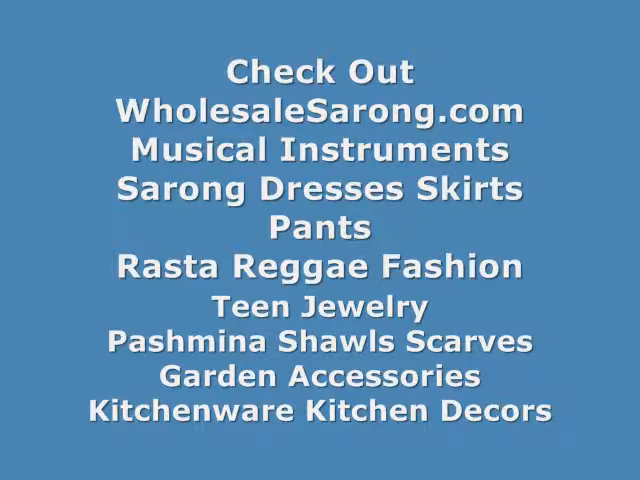 Check Out
WholesaleSarong.com
Musical Instruments
Sarong Dresses Skirts
Pants
Rasta Reggae Fashion
Teen Jewelry
Pashmina Shawls Scarves
Garden Accessories
Kitchenware Kitchen Decors